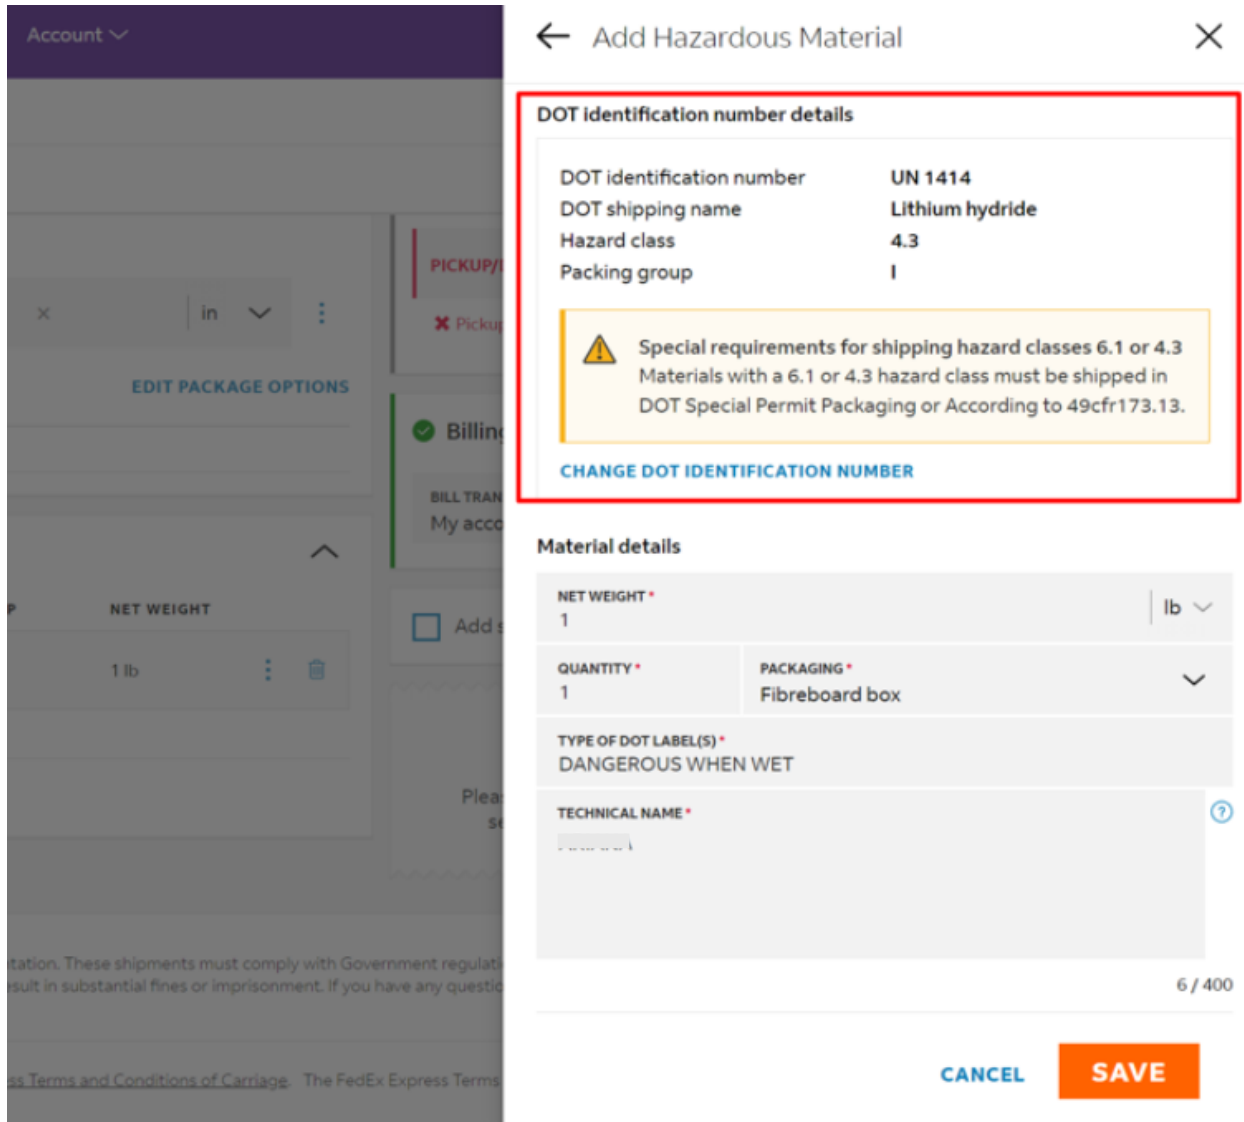 Account
Add Hazardous Material
DOT identification number details
DOT identification number UN 1414
DOT shipping name Lithium hydride
Hazard class 4.3
Packing group I
PICKUP/
in
Special requirements for shipping hazard classes 6.1 or 4.3
Materials with a 6.1 or 4.3 hazard class must be shipped in
DOT Special Permit Packaging or According to 49cfr173.13.
EDIT PACKAGE OPTIONS
Billing
CHANGE DOT IDENTIFICATION NUMBER
BILL TRAN
My acco
Material details
NET WEIGHT
NET WEIGHT *
1 lb
Add s
1 lb
QUANTITY * PACKAGING *
1 Fibreboard box
TYPE OF DOT LABEL(S) *
DANGEROUS WHEN WET
Plea
se
TECHNICAL NAME *
6 / 400
tation. These shipments must comply with Government regulati
esult in substantial fines or imprisonment. If you have any questio
ss Terms and Conditions of Carriage. The FedEx Express Terms
CANCEL SAVE